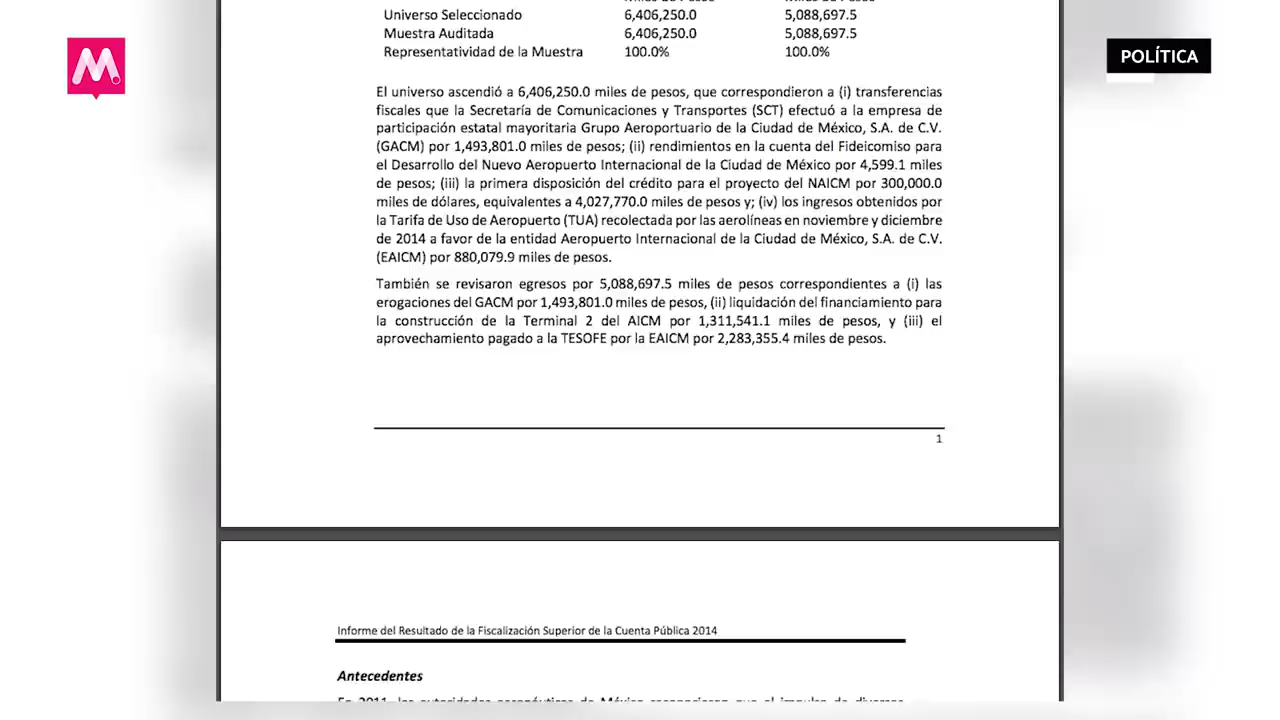 POLÍTICA
Universo Seleccionado 6,406,250.0 5,088,697.5
Muestra Auditada 6,406,250.0 5,088,697.5
Representatividad de la Muestra 100.0% 100.0%
El universo ascendió a 6,406,250.0 miles de pesos, que correspondieron a (i) transferencias
fiscales que la Secretaría de Comunicaciones y Transportes (SCT) efectuó a la empresa de
participación estatal mayoritaria Grupo Aeroportuario de la Ciudad de México, S.A. de C.V.
(GACM) por 1,493,801.0 miles de pesos; (ii) rendimientos en la cuenta del Fideicomiso para
el Desarrollo del Nuevo Aeropuerto Internacional de la Ciudad de México por 4,599.1 miles
de pesos; (iii) la primera disposición del crédito para el proyecto del NAICM por 300,000.0
miles de dólares, equivalentes a 4,027,770.0 miles de pesos y; (iv) los ingresos obtenidos por
la Tarifa de Uso de Aeropuerto (TUA) recolectada por las aerolíneas en noviembre y diciembre
de 2014 a favor de la entidad Aeropuerto Internacional de la Ciudad de México, S.A. de C.V.
(EAICM) por 880,079.9 miles de pesos.
También se revisaron egresos por 5,088,697.5 miles de pesos correspondientes a (i) las
erogaciones del GACM por 1,493,801.0 miles de pesos, (ii) liquidación del financiamiento para
la construcción de la Terminal 2 del AICM por 1,311,541.1 miles de pesos, y (iii) el
aprovechamiento pagado a la TESOFE por la EAICM por 2,283,355.4 miles de pesos.
1
Informe del Resultado de la Fiscalización Superior de la Cuenta Pública 2014
Antecedentes